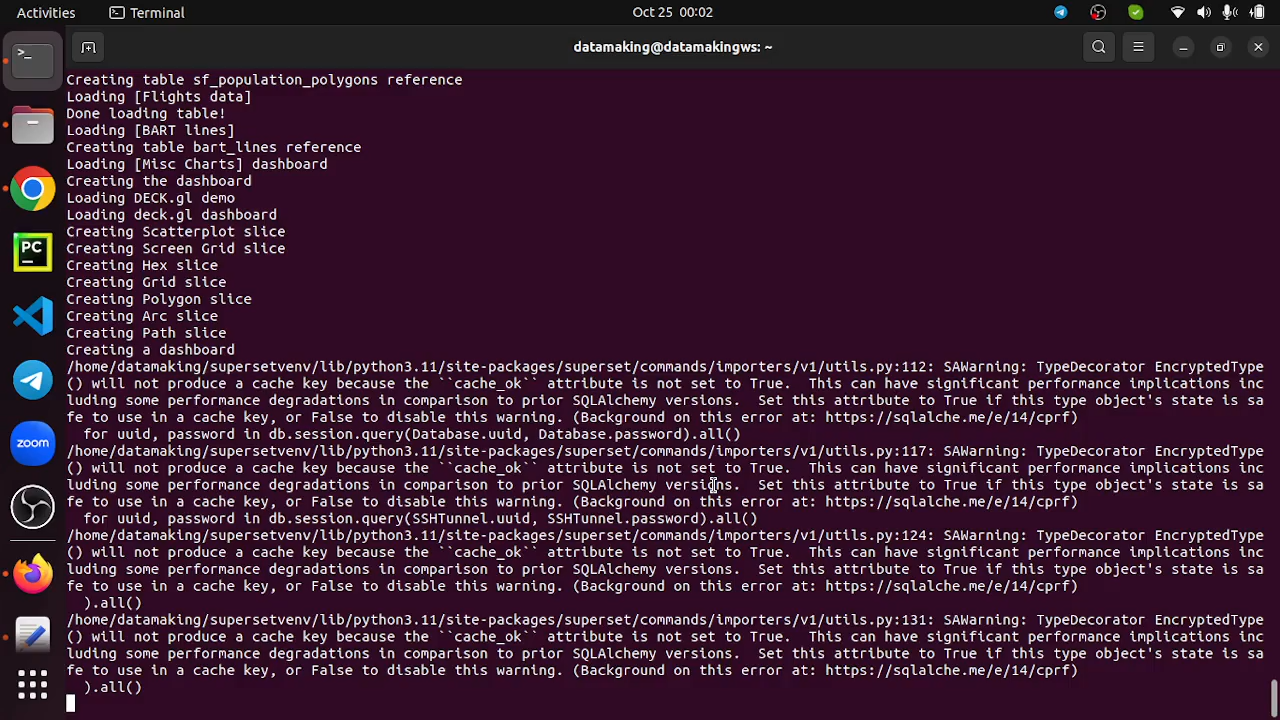 Activities
Terminal
Oct 25 00:02
datamaking@datamakingws: ~
Creating table sf_population_polygons reference
Loading [Flights data]
Done loading table!
Loading [BART lines]
Creating table bart_lines reference
Loading [Misc Charts] dashboard
Creating the dashboard
Loading DECK.gl demo
Loading deck.gl dashboard
Creating Scatterplot slice
Creating Screen Grid slice
Creating Hex slice
Creating Grid slice
Creating Polygon slice
Creating Arc slice
Creating Path slice
Creating a dashboard
/home/datamaking/supersetvenv/lib/python3.11/site-packages/superset/commands/importers/v1/utils.py:112: SAWarning: TypeDecorator EncryptedType
() will not produce a cache key because the ``cache_ok`` attribute is not set to True.  This can have significant performance implications inc
luding some performance degradations in comparison to prior SQLAlchemy versions.  Set this attribute to True if this type object's state is sa
fe to use in a cache key, or False to disable this warning. (Background on this error at: https://sqlalche.me/e/14/cprf)
  for uuid, password in db.session.query(Database.uuid, Database.password).all()
/home/datamaking/supersetvenv/lib/python3.11/site-packages/superset/commands/importers/v1/utils.py:117: SAWarning: TypeDecorator EncryptedType
() will not produce a cache key because the ``cache_ok`` attribute is not set to True.  This can have significant performance implications inc
luding some performance degradations in comparison to prior SQLAlchemy versions.  Set this attribute to True if this type object's state is sa
fe to use in a cache key, or False to disable this warning. (Background on this error at: https://sqlalche.me/e/14/cprf)
  for uuid, password in db.session.query(SSHTunnel.uuid, SSHTunnel.password).all()
/home/datamaking/supersetvenv/lib/python3.11/site-packages/superset/commands/importers/v1/utils.py:124: SAWarning: TypeDecorator EncryptedType
() will not produce a cache key because the ``cache_ok`` attribute is not set to True.  This can have significant performance implications inc
luding some performance degradations in comparison to prior SQLAlchemy versions.  Set this attribute to True if this type object's state is sa
fe to use in a cache key, or False to disable this warning. (Background on this error at: https://sqlalche.me/e/14/cprf)
  ).all()
/home/datamaking/supersetvenv/lib/python3.11/site-packages/superset/commands/importers/v1/utils.py:131: SAWarning: TypeDecorator EncryptedType
() will not produce a cache key because the ``cache_ok`` attribute is not set to True.  This can have significant performance implications inc
luding some performance degradations in comparison to prior SQLAlchemy versions.  Set this attribute to True if this type object's state is sa
fe to use in a cache key, or False to disable this warning. (Background on this error at: https://sqlalche.me/e/14/cprf)
  ).all()
PC
zoom